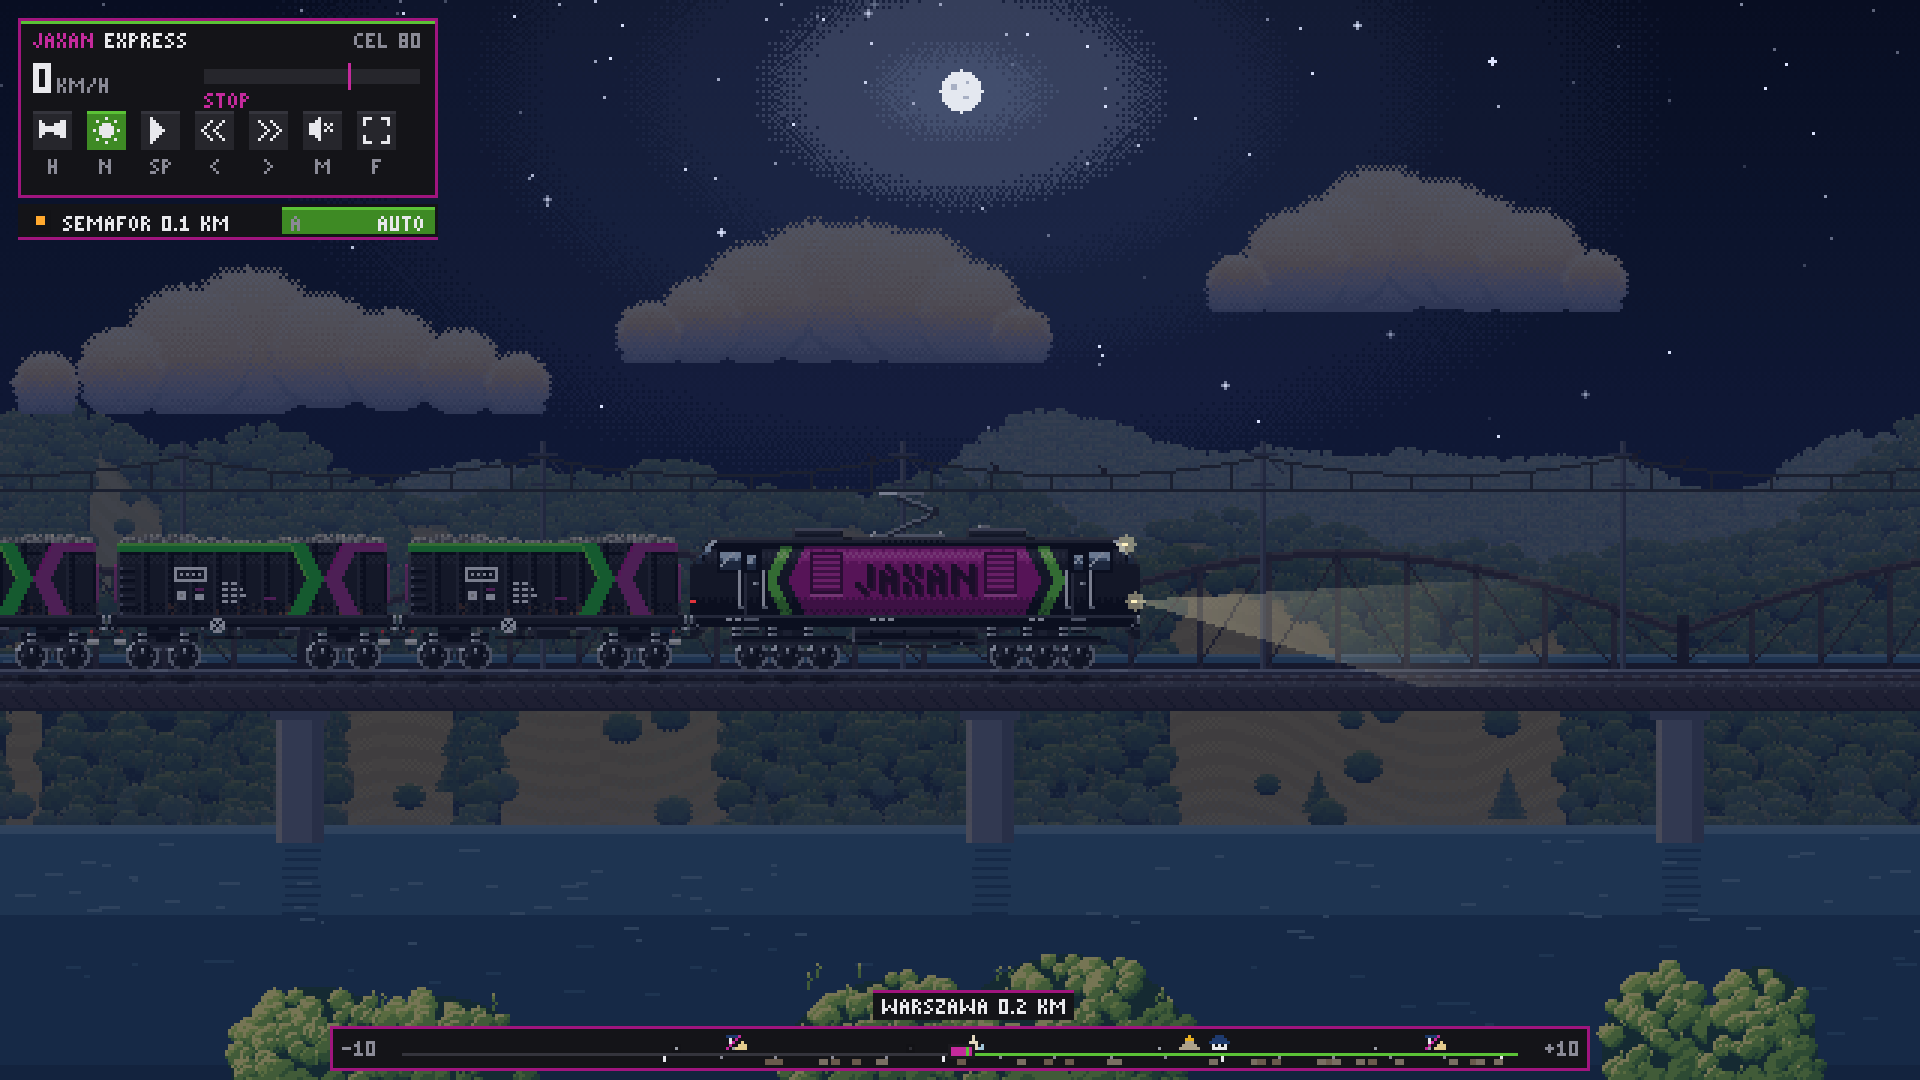 JAXAN EXPRESS CEL 80
0 KM/H
STOP
H N SP < > M F
SEMAFOR 0.1 KM A AUTO
JAXAN
WARSZAWA 0.2 KM
-10 +10